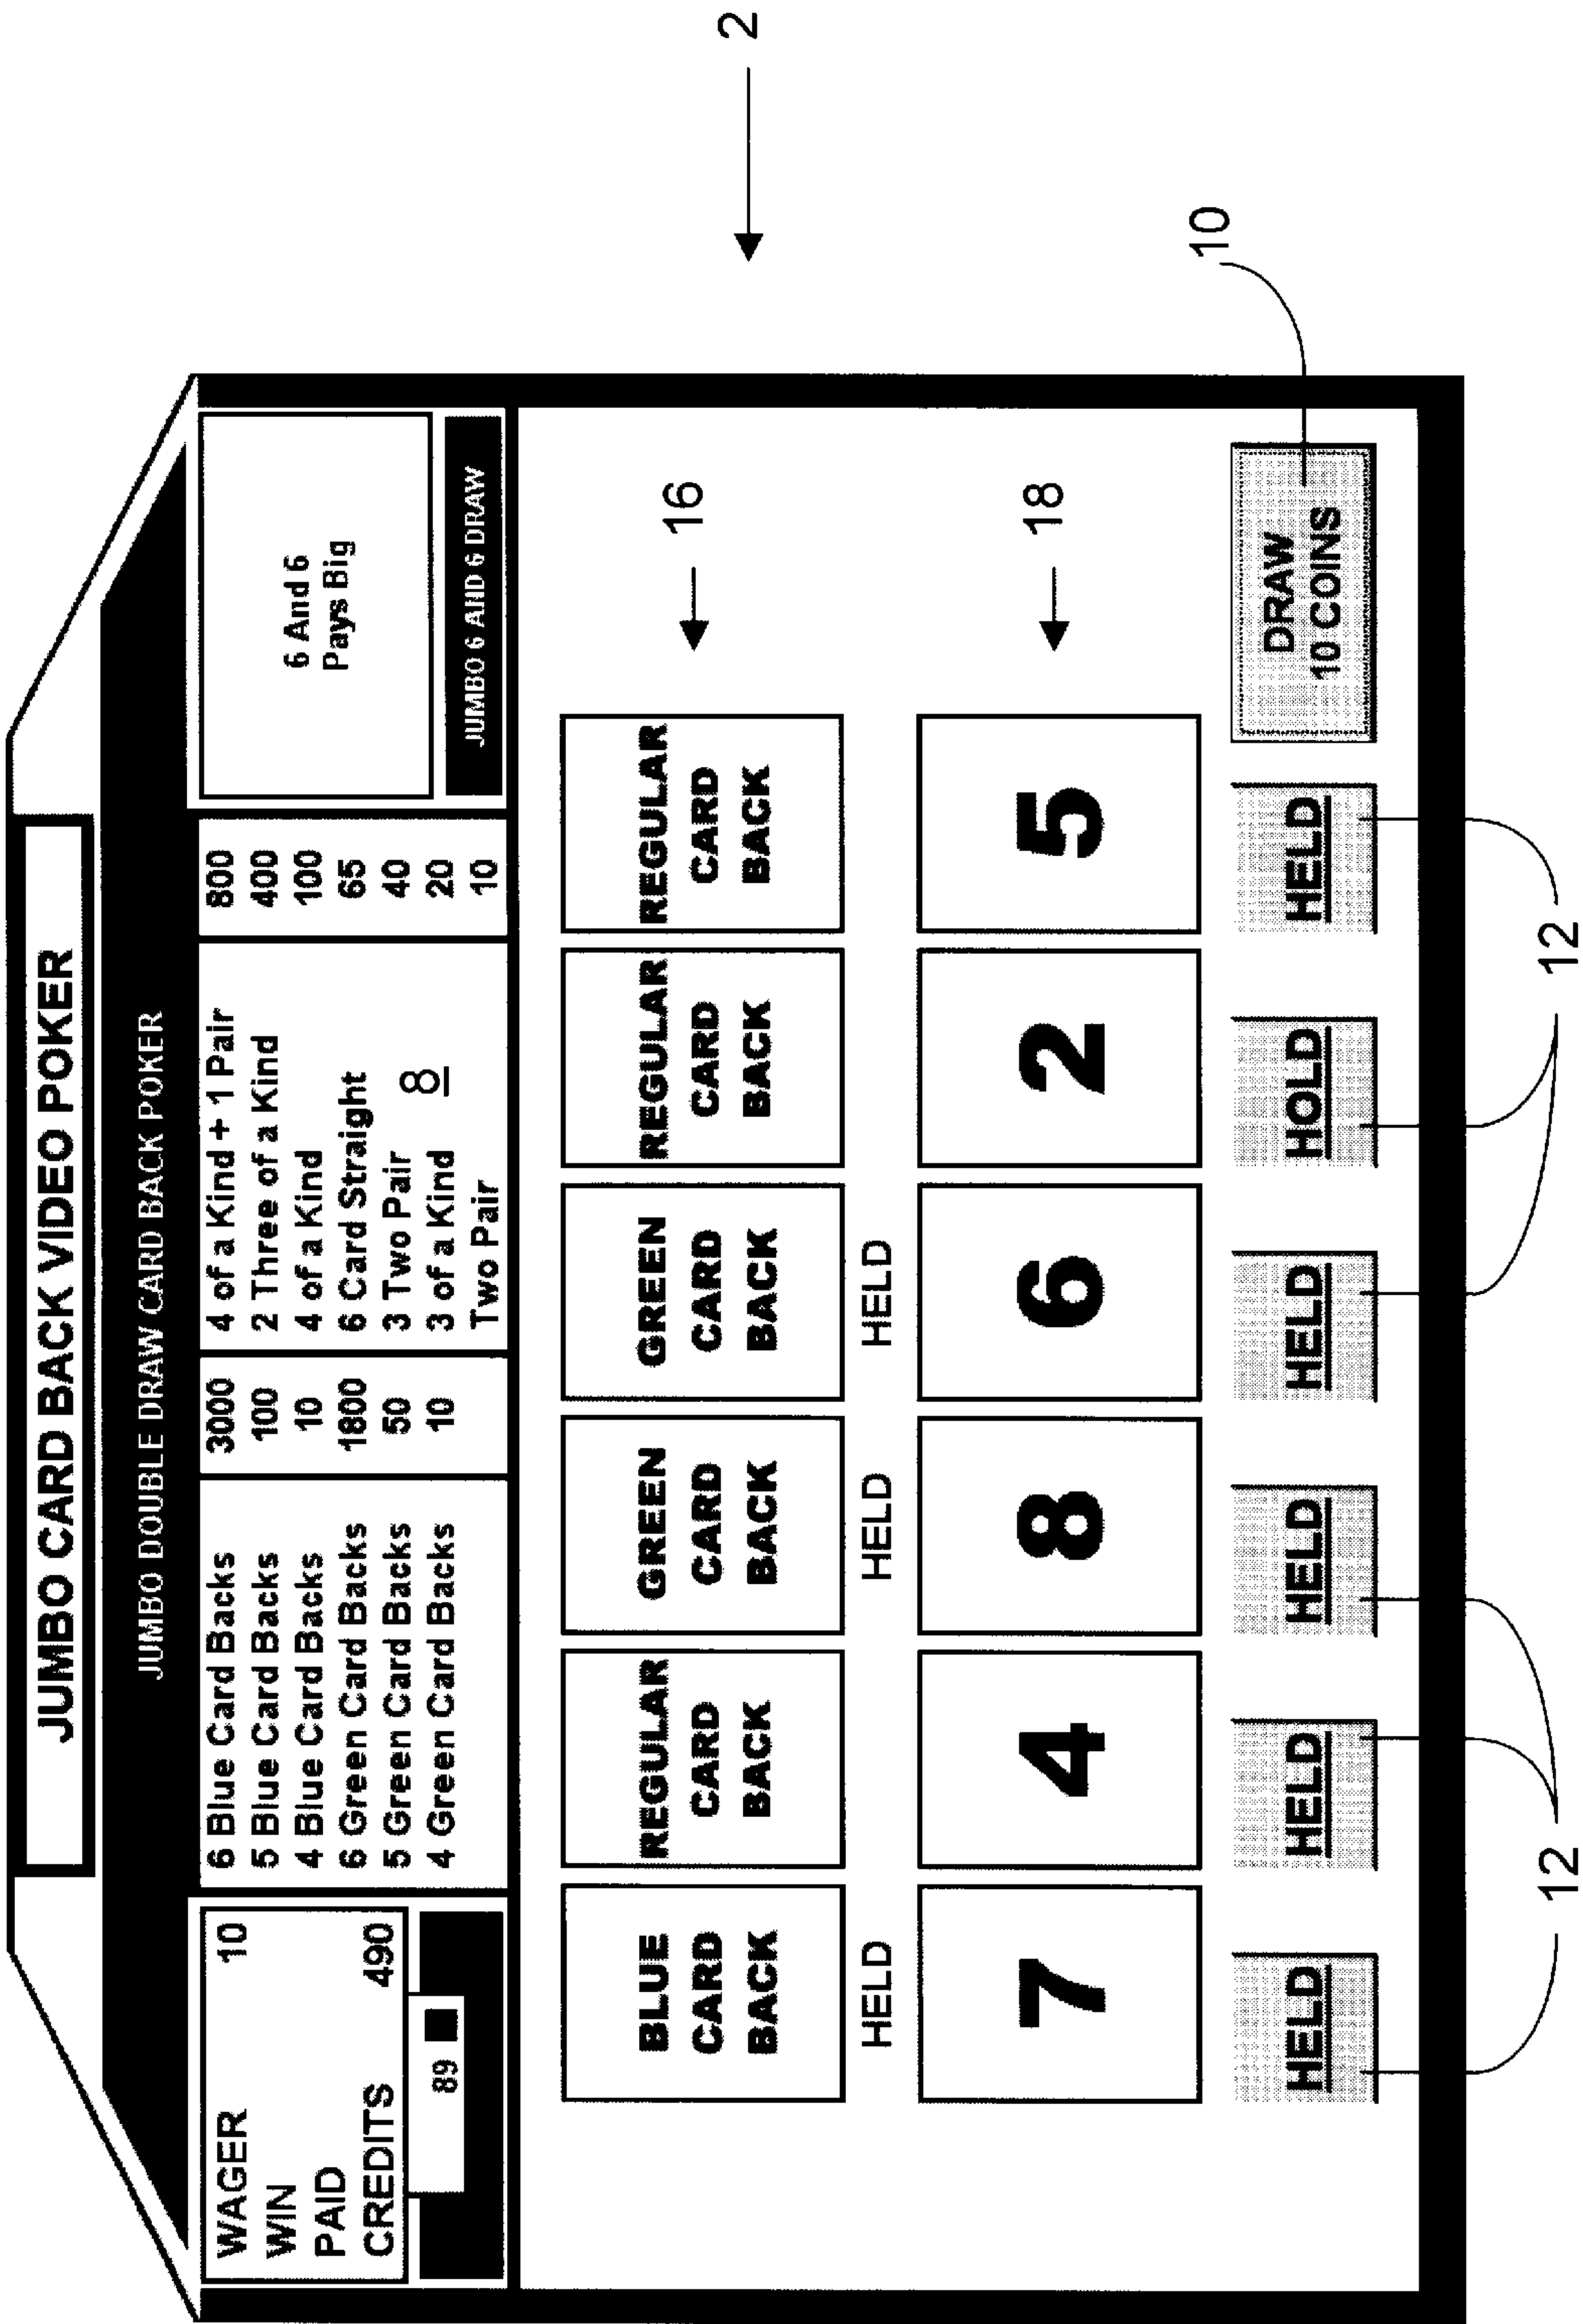 JUMBO CARD BACK VIDEO POKER
JUMBO DOUBLE DRAW CARD BACK POKER
WAGER 10
WIN
PAID
CREDITS 490
89
6 Blue Card Backs 3000
5 Blue Card Backs 100
4 Blue Card Backs 10
6 Green Card Backs 1800
5 Green Card Backs 50
4 Green Card Backs 10
4 of a Kind + 1 Pair 800
2 Three of a Kind 400
4 of a Kind 100
6 Card Straight 65
3 Two Pair 40
3 of a Kind 20
Two Pair 10
8
6 And 6
Pays Big
JUMBO 6 AND 6 DRAW
2
BLUE CARD BACK
REGULAR CARD BACK
GREEN CARD BACK
GREEN CARD BACK
REGULAR CARD BACK
REGULAR CARD BACK
16
HELD HELD HELD
7 4 8 6 2 5
18
HELD HELD HELD HELD HOLD HELD
DRAW
10 COINS
10
12 12